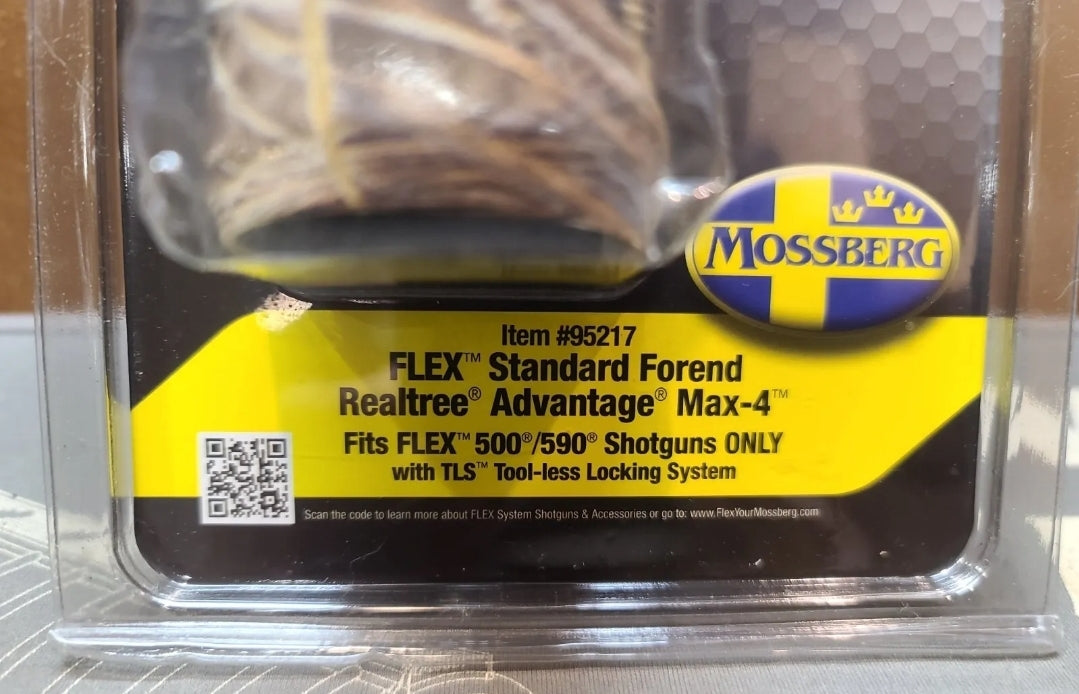 MOSSBERG
Item #95217
FLEX™ Standard Forend
Realtree® Advantage® Max-4™
Fits FLEX™ 500®/590® Shotguns ONLY
with TLS™ Tool-less Locking System
Scan the code to learn more about FLEX System Shotguns & Accessories or go to: www.FlexYourMossberg.com